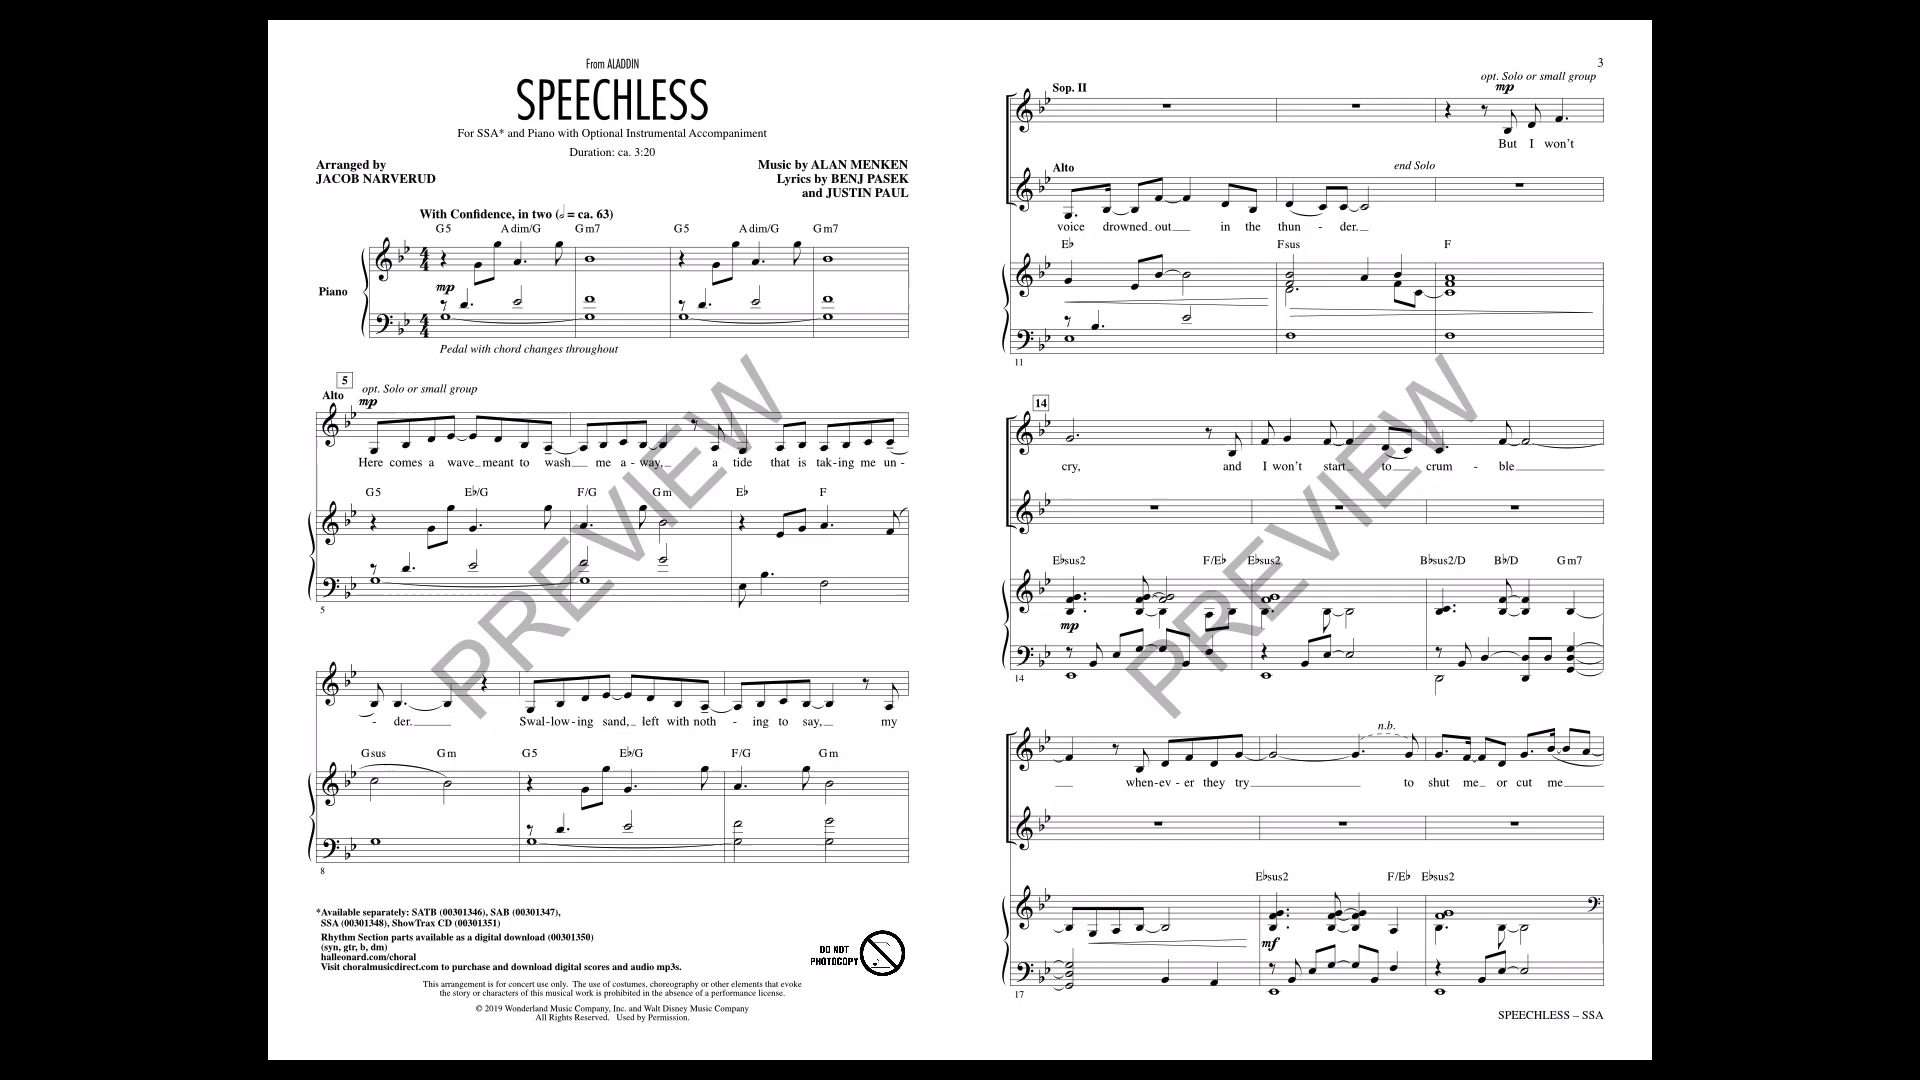 From ALADDIN
SPEECHLESS
For SSA* and Piano with Optional Instrumental Accompaniment
Duration: ca. 3:20
Arranged by
JACOB NARVERUD
Music by ALAN MENKEN
Lyrics by BENJ PASEK
and JUSTIN PAUL
With Confidence, in two (𝅗𝅥 = ca. 63)
G5 A dim/G Gm7 G5 A dim/G Gm7
Piano
mp
Pedal with chord changes throughout
5
opt. Solo or small group
Alto
mp
Here comes a wave meant to wash me a - way, a tide that is tak-ing me un -
G5 E♭/G F/G Gm E♭ F
5
- der. Swal-low-ing sand, left with noth - ing to say, my
Gsus Gm G5 E♭/G F/G Gm
8
*Available separately: SATB (00301346), SAB (00301347),
SSA (00301348), ShowTrax CD (00301351)
Rhythm Section parts available as a digital download (00301350)
(syn, gtr, b, dm)
halleonard.com/choral
Visit choralmusicdirect.com to purchase and download digital scores and audio mp3s.
DO NOT
PHOTOCOPY
This arrangement is for concert use only. The use of costumes, choreography or other elements that evoke
the story or characters of this musical work is prohibited in the absence of a performance license.
© 2019 Wonderland Music Company, Inc. and Walt Disney Music Company
All Rights Reserved. Used by Permission.
PREVIEW
3
opt. Solo or small group
Sop. II
mp
But I won't
Alto
end Solo
voice drowned out in the thun - der.
E♭ Fsus F
11
14
cry, and I won't start to crum - ble
E♭sus2 F/E♭ E♭sus2 B♭sus2/D B♭/D Gm7
mp
14
n.b.
when-ev - er they try to shut me or cut me
E♭sus2 F/E♭ E♭sus2
mf
17
SPEECHLESS – SSA
PREVIEW